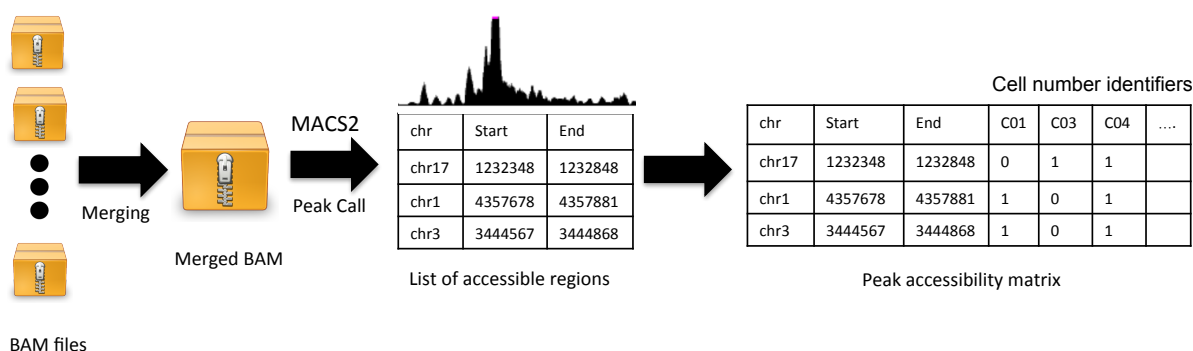 Cell number identifiers
MACS2
Merging
Peak Call
Merged BAM
BAM files
chr Start End
chr17 1232348 1232848
chr1 4357678 4357881
chr3 3444567 3444868
List of accessible regions
chr Start End C01 C03 C04 ....
chr17 1232348 1232848 0 1 1
chr1 4357678 4357881 1 0 1
chr3 3444567 3444868 1 0 1
Peak accessibility matrix